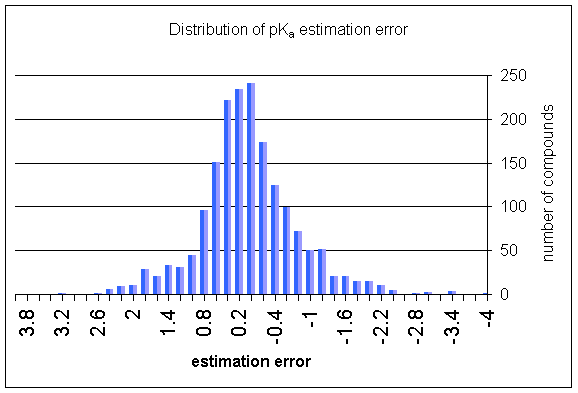 Distribution of pKa estimation error
250
200
150
100
50
0
number of compounds
3.8 3.2 2.6 2 1.4 0.8 0.2 -0.4 -1 -1.6 -2.2 -2.8 -3.4 -4
estimation error